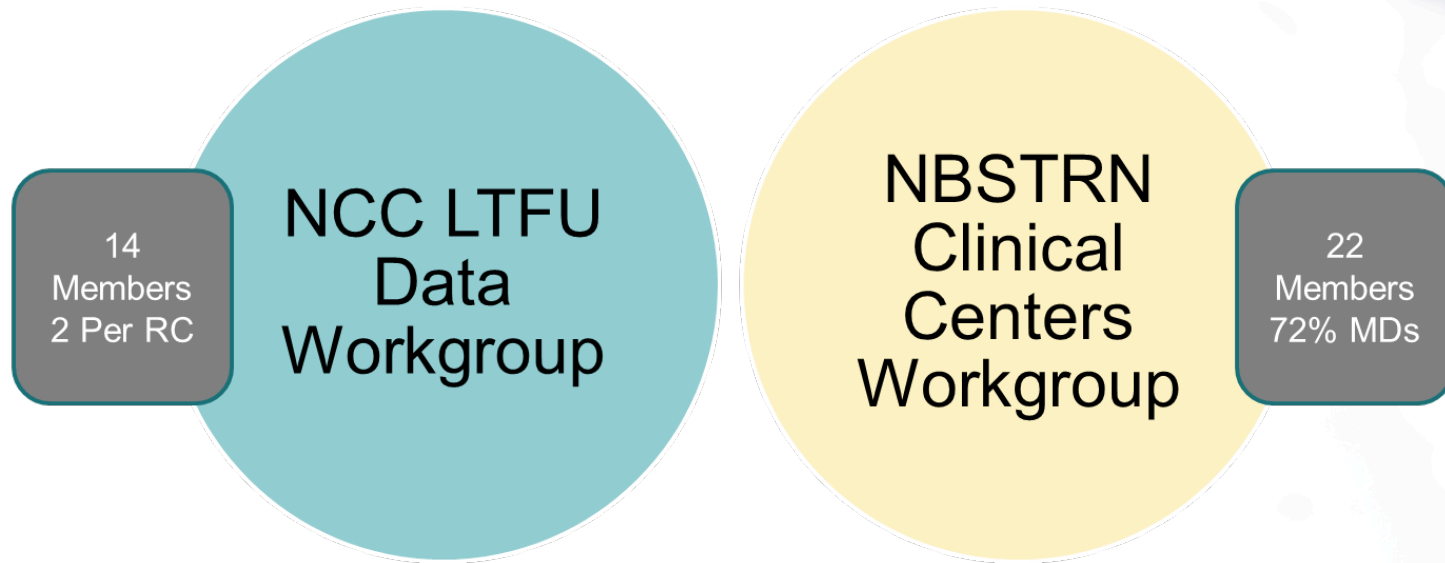 14
Members
2 Per RC
NCC LTFU
Data
Workgroup
NBSTRN
Clinical
Centers
Workgroup
22
Members
72% MDs